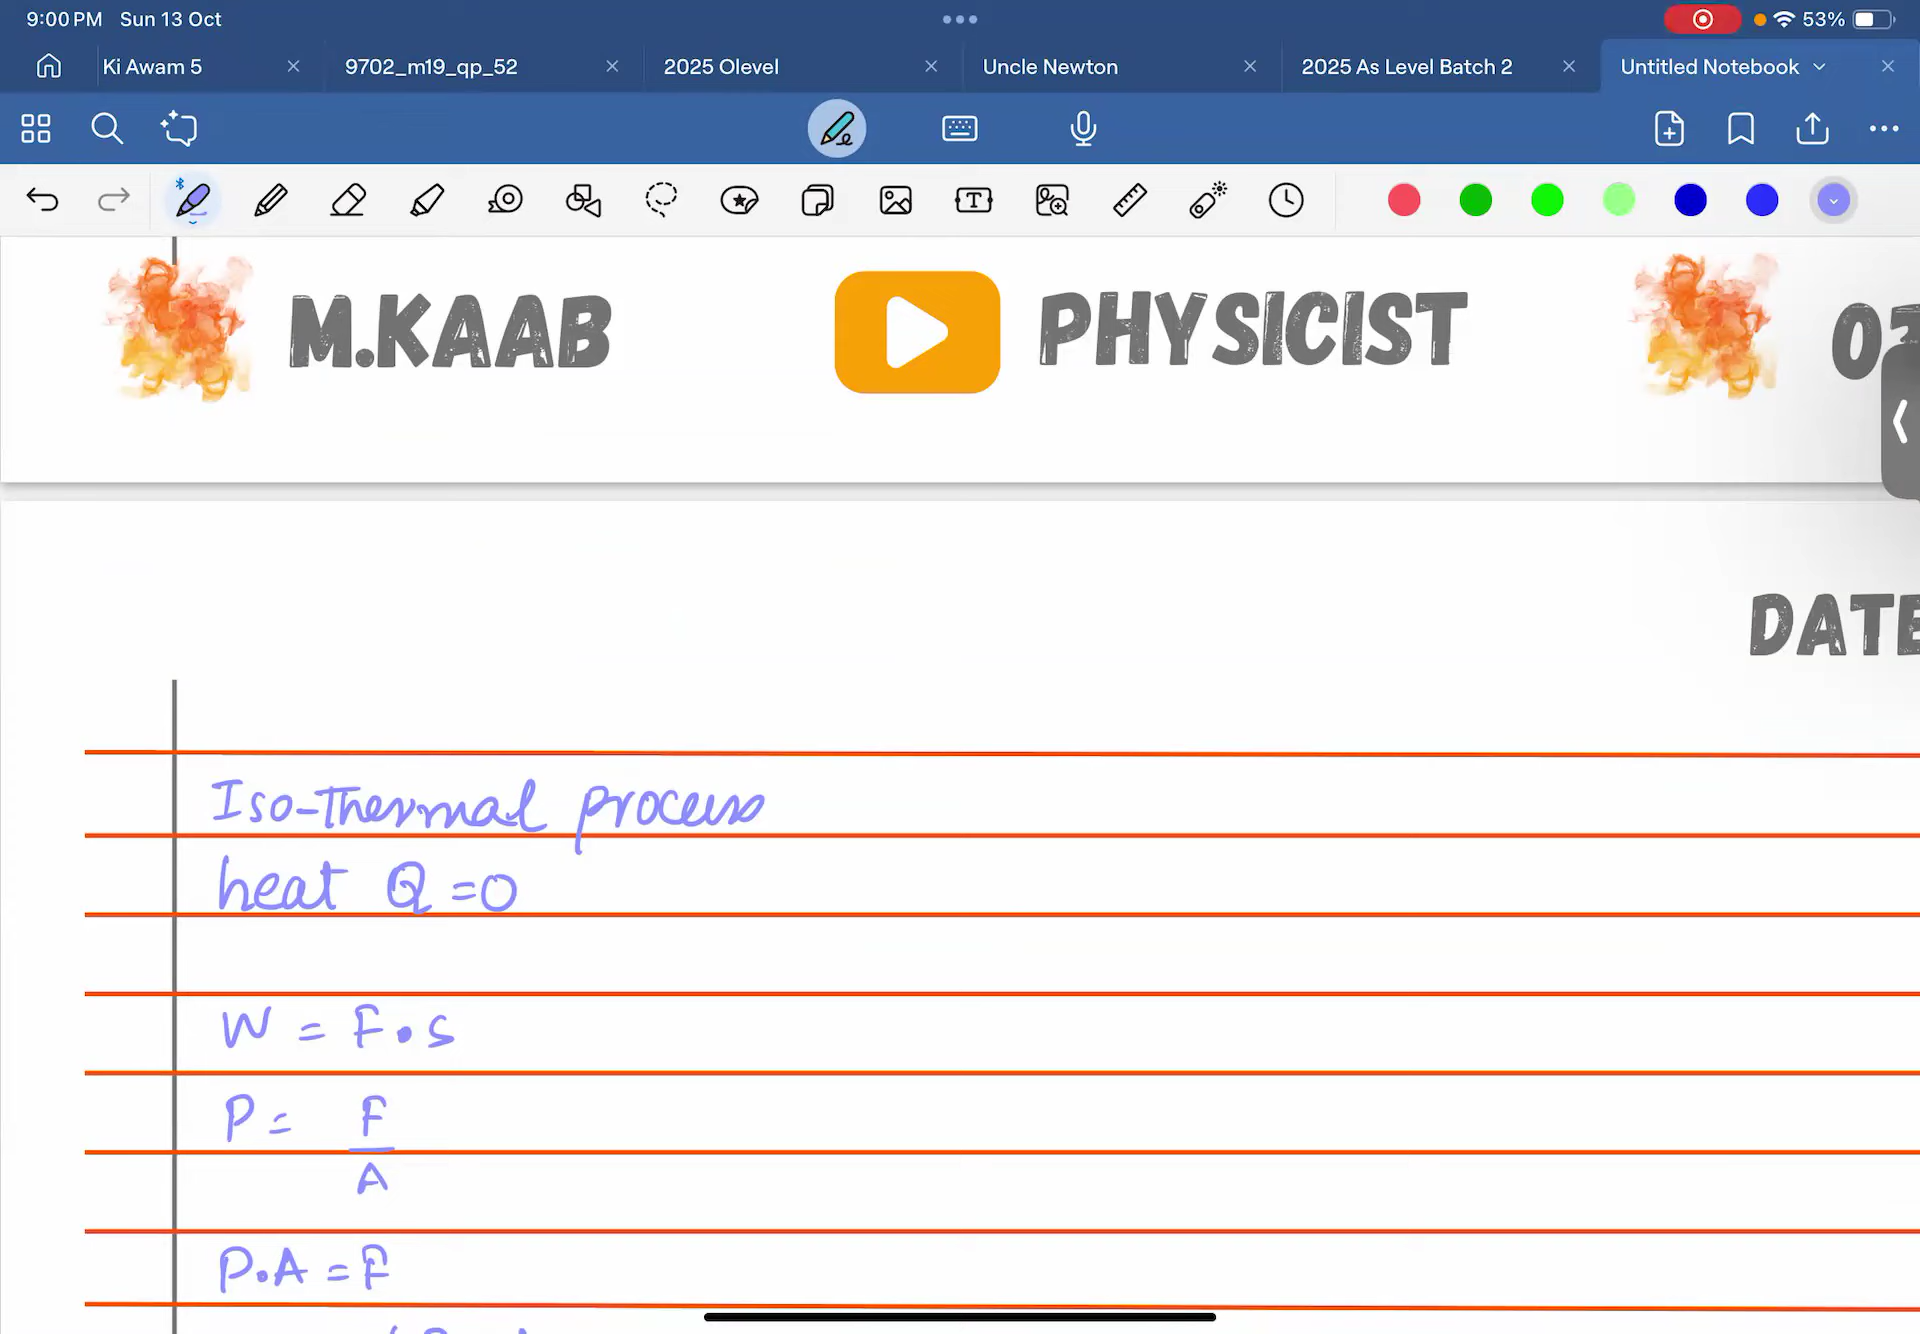 9:00 PM Sun 13 Oct
53%
Ki Awam 5
9702_m19_qp_52
2025 Olevel
Uncle Newton
2025 As Level Batch 2
Untitled Notebook
M.KAAB
PHYSICIST
DATE
Iso-Thermal process
heat Q =0
W = F • s
P = F
A
P.A = F